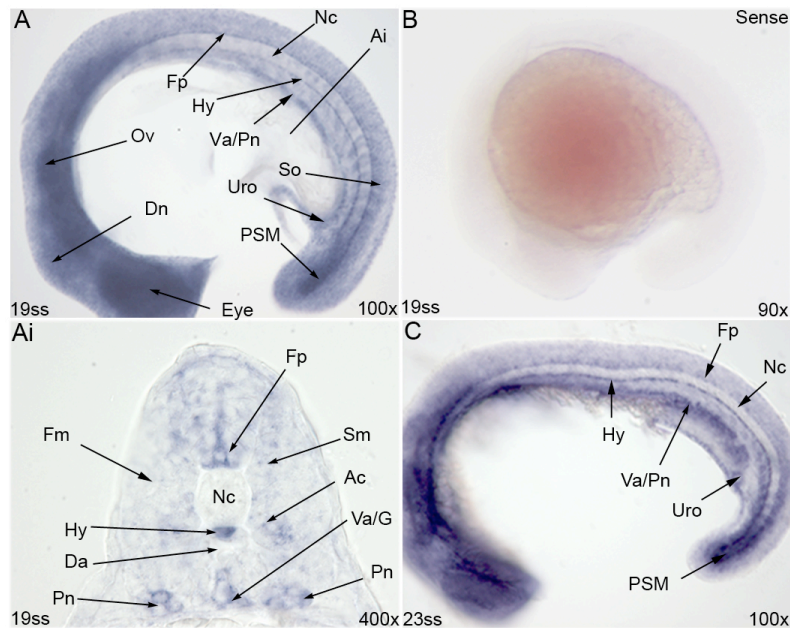 A
Nc
Ai
Fp
Hy
Va/Pn
Ov
So
Uro
Dn
PSM
Eye
19ss
100x
B
Sense
19ss
90x
Ai
Fp
Fm
Sm
Nc
Ac
Hy
Va/G
Da
Pn
Pn
19ss
400x
C
Fp
Nc
Hy
Va/Pn
Uro
PSM
23ss
100x